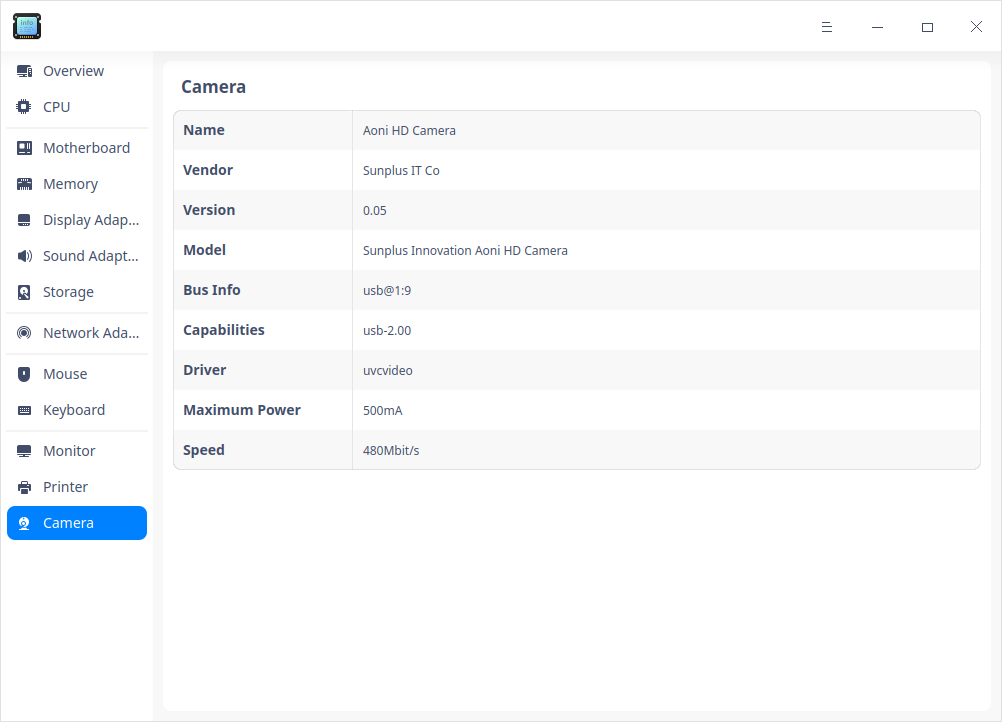 info
Overview
CPU
Motherboard
Memory
Display Adap...
Sound Adapt...
Storage
Network Ada...
Mouse
Keyboard
Monitor
Printer
Camera
Camera
Name Aoni HD Camera
Vendor Sunplus IT Co
Version 0.05
Model Sunplus Innovation Aoni HD Camera
Bus Info usb@1:9
Capabilities usb-2.00
Driver uvcvideo
Maximum Power 500mA
Speed 480Mbit/s